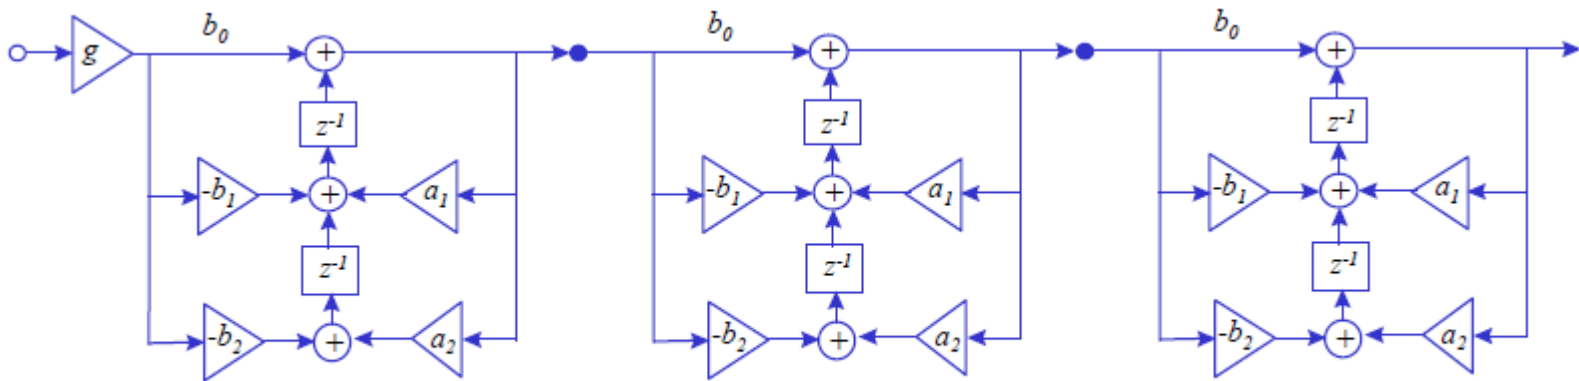 g b₀ + b₀ + b₀ +
z⁻¹ z⁻¹ z⁻¹
-b₁ + a₁ -b₁ + a₁ -b₁ + a₁
z⁻¹ z⁻¹ z⁻¹
-b₂ + a₂ -b₂ + a₂ -b₂ + a₂